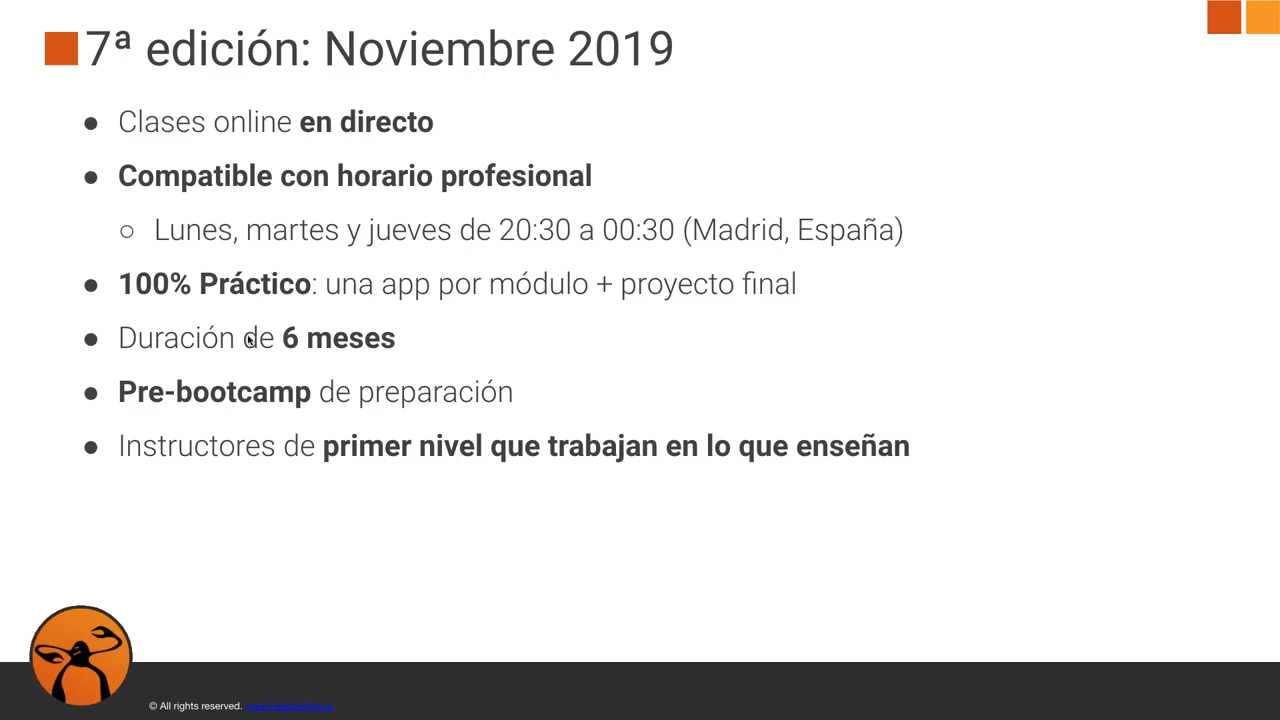 7ª edición: Noviembre 2019
● Clases online en directo
● Compatible con horario profesional
○ Lunes, martes y jueves de 20:30 a 00:30 (Madrid, España)
● 100% Práctico: una app por módulo + proyecto final
● Duración de 6 meses
● Pre-bootcamp de preparación
● Instructores de primer nivel que trabajan en lo que enseñan
© All rights reserved.